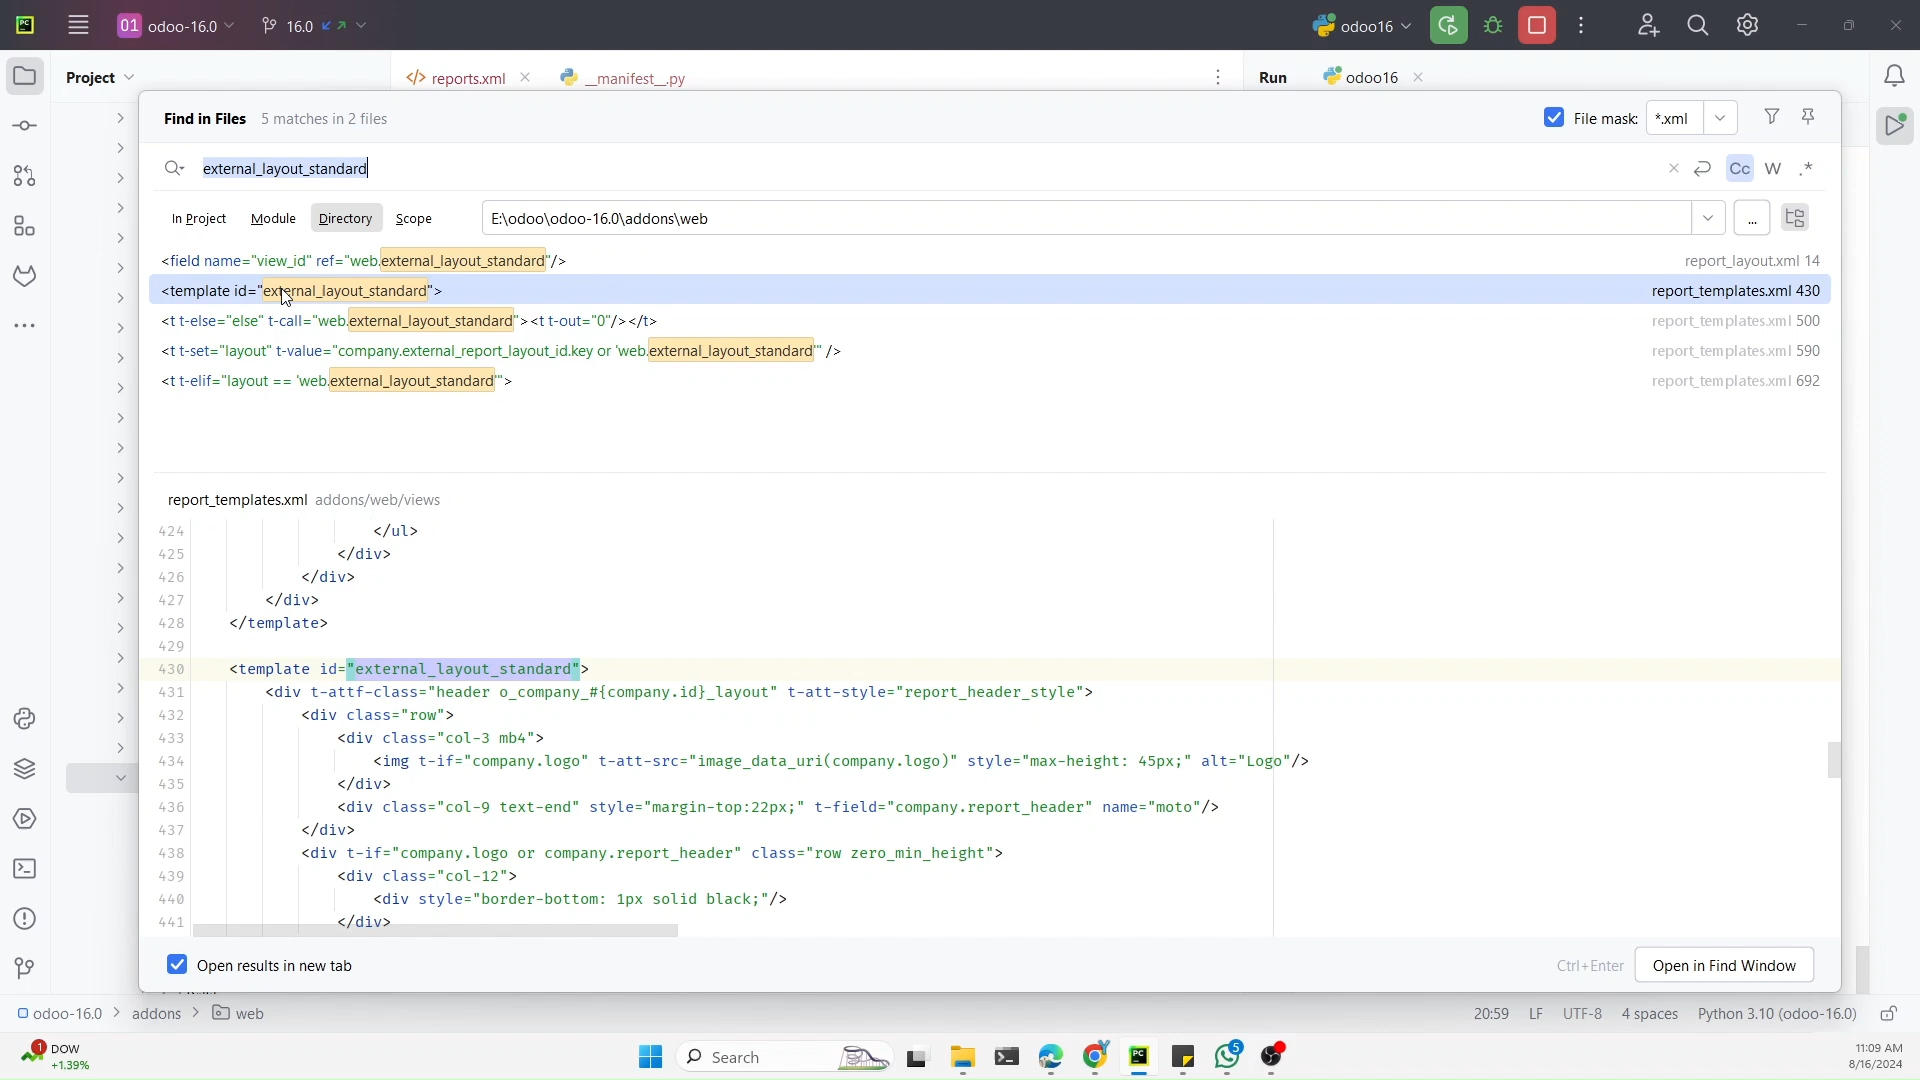 PC
01 odoo-16.0
16.0
odoo16
Project
</> reports.xml
__manifest__.py
Run
odoo16
Find in Files 5 matches in 2 files
File mask: *.xml
external_layout_standard
Cc W .*
In Project Module Directory Scope
E:\odoo\odoo-16.0\addons\web
...
<field name="view_id" ref="web.external_layout_standard"/> report_layout.xml 14
<template id="external_layout_standard"> report_templates.xml 430
<t t-else="else" t-call="web.external_layout_standard"><t t-out="0"/></t> report_templates.xml 500
<t t-set="layout" t-value="company.external_report_layout_id.key or 'web.external_layout_standard'" /> report_templates.xml 590
<t t-elif="layout == 'web.external_layout_standard'"> report_templates.xml 692
report_templates.xml addons/web/views
424 </ul>
425 </div>
426 </div>
427 </div>
428 </template>
429
430 <template id="external_layout_standard">
431 <div t-attf-class="header o_company_#{company.id}_layout" t-att-style="report_header_style">
432 <div class="row">
433 <div class="col-3 mb4">
434 <img t-if="company.logo" t-att-src="image_data_uri(company.logo)" style="max-height: 45px;" alt="Logo"/>
435 </div>
436 <div class="col-9 text-end" style="margin-top:22px;" t-field="company.report_header" name="moto"/>
437 </div>
438 <div t-if="company.logo or company.report_header" class="row zero_min_height">
439 <div class="col-12">
440 <div style="border-bottom: 1px solid black;"/>
441 </div>
Open results in new tab
Ctrl+Enter Open in Find Window
odoo-16.0 > addons > web
20:59 LF UTF-8 4 spaces Python 3.10 (odoo-16.0)
1
DOW
+1.39%
Search
PC
5
11:09 AM
8/16/2024